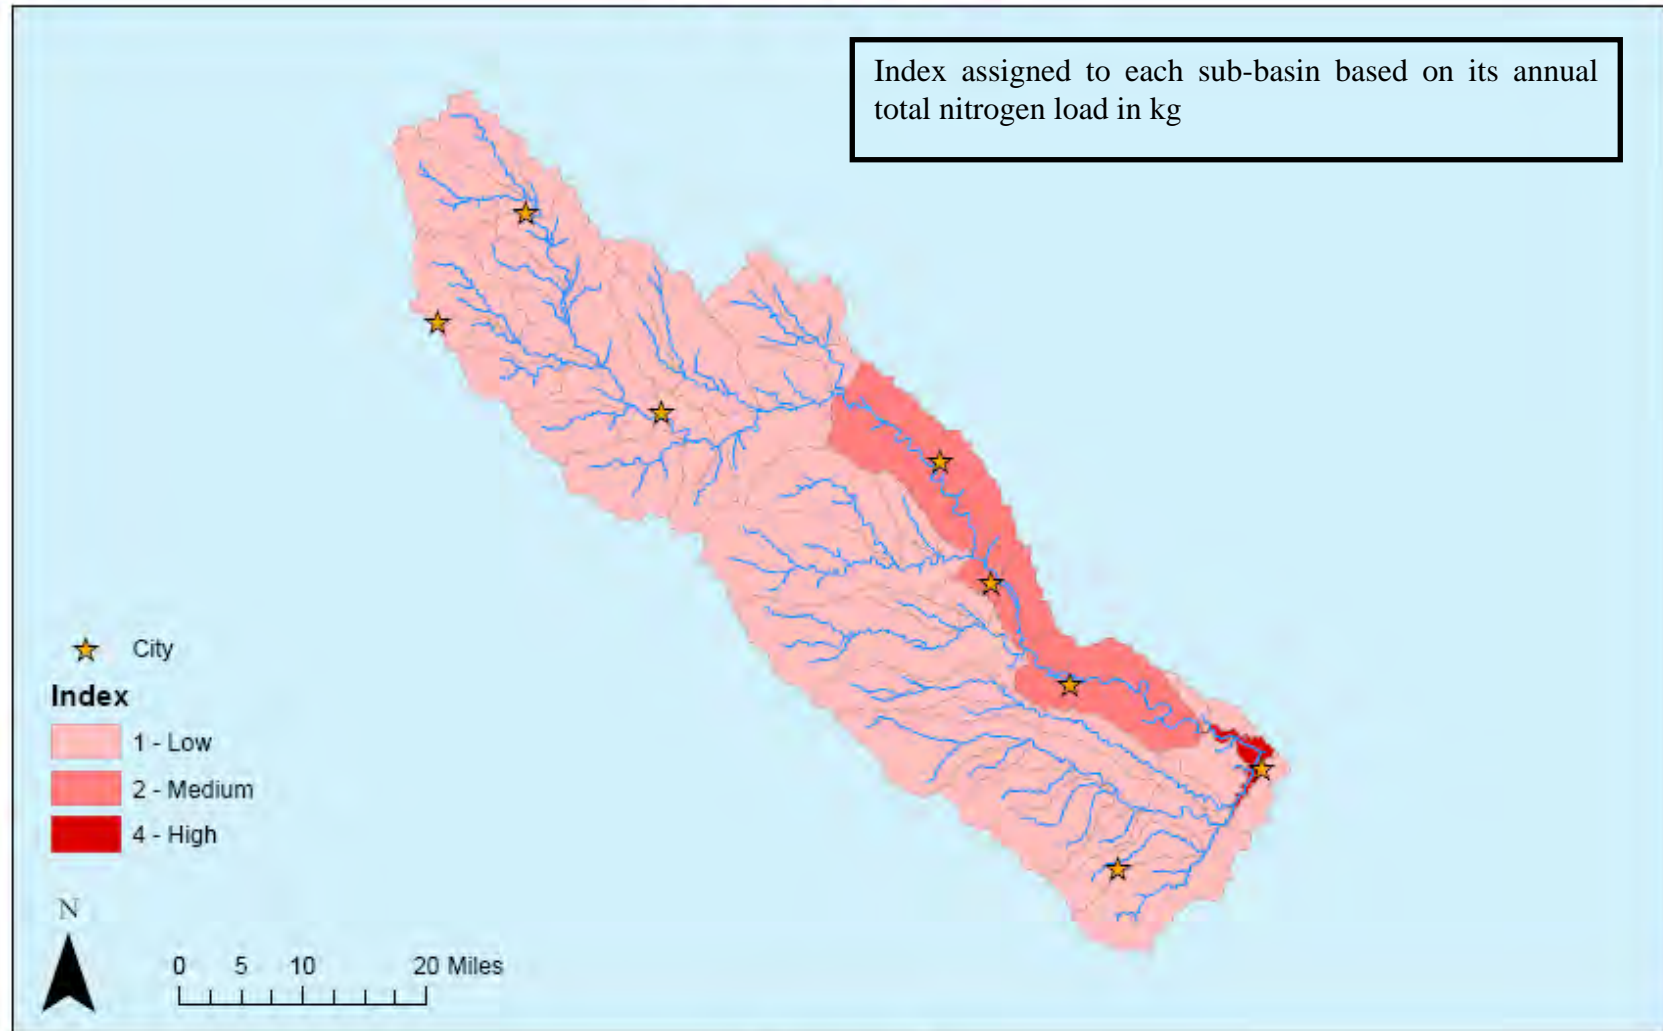 Index assigned to each sub-basin based on its annual
total nitrogen load in kg
City
Index
1 - Low
2 - Medium
4 - High
N
0 5 10 20 Miles